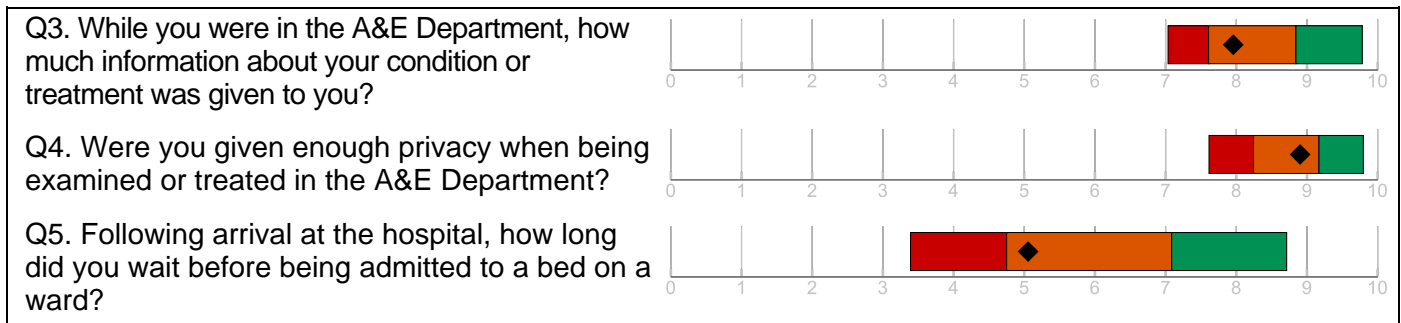 Q3. While you were in the A&E Department, how
much information about your condition or
treatment was given to you?
0 1 2 3 4 5 6 7 8 9 10
Q4. Were you given enough privacy when being
examined or treated in the A&E Department?
0 1 2 3 4 5 6 7 8 9 10
Q5. Following arrival at the hospital, how long
did you wait before being admitted to a bed on a
ward?
0 1 2 3 4 5 6 7 8 9 10